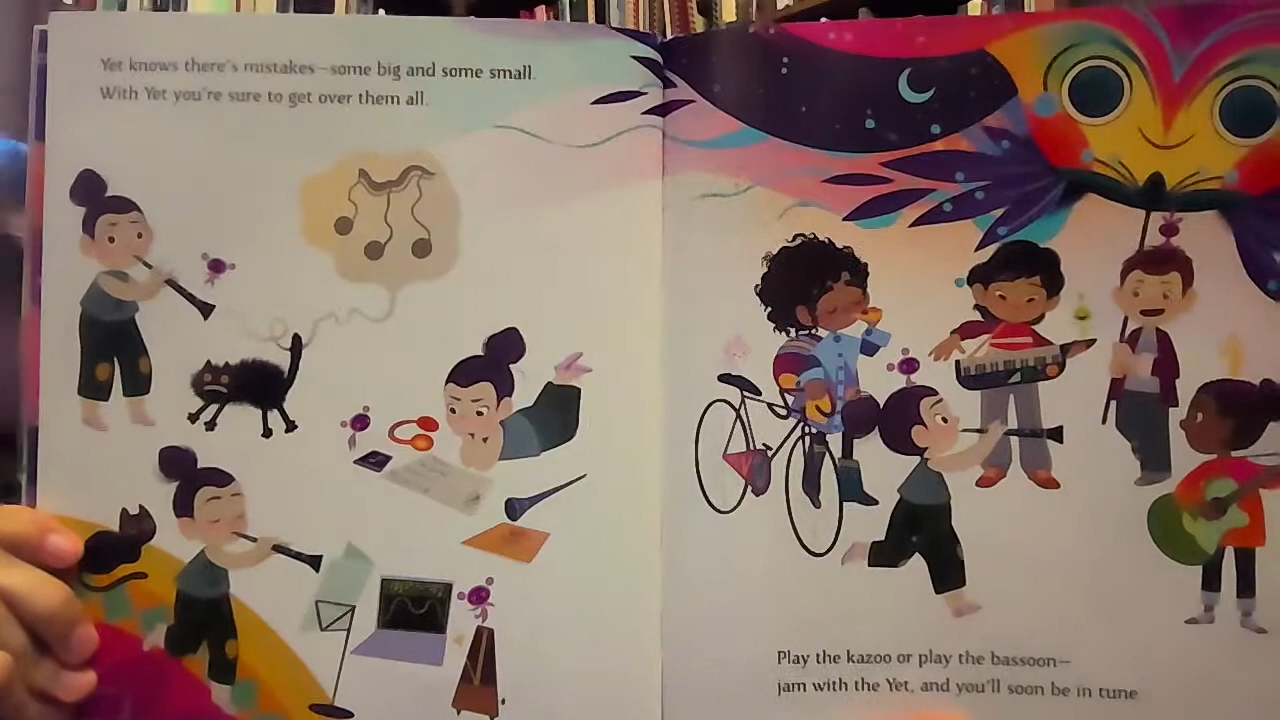 Yet knows there's mistakes—some big and some small.
With Yet you're sure to get over them all.
Play the kazoo or play the bassoon—
jam with the Yet, and you'll soon be in tune